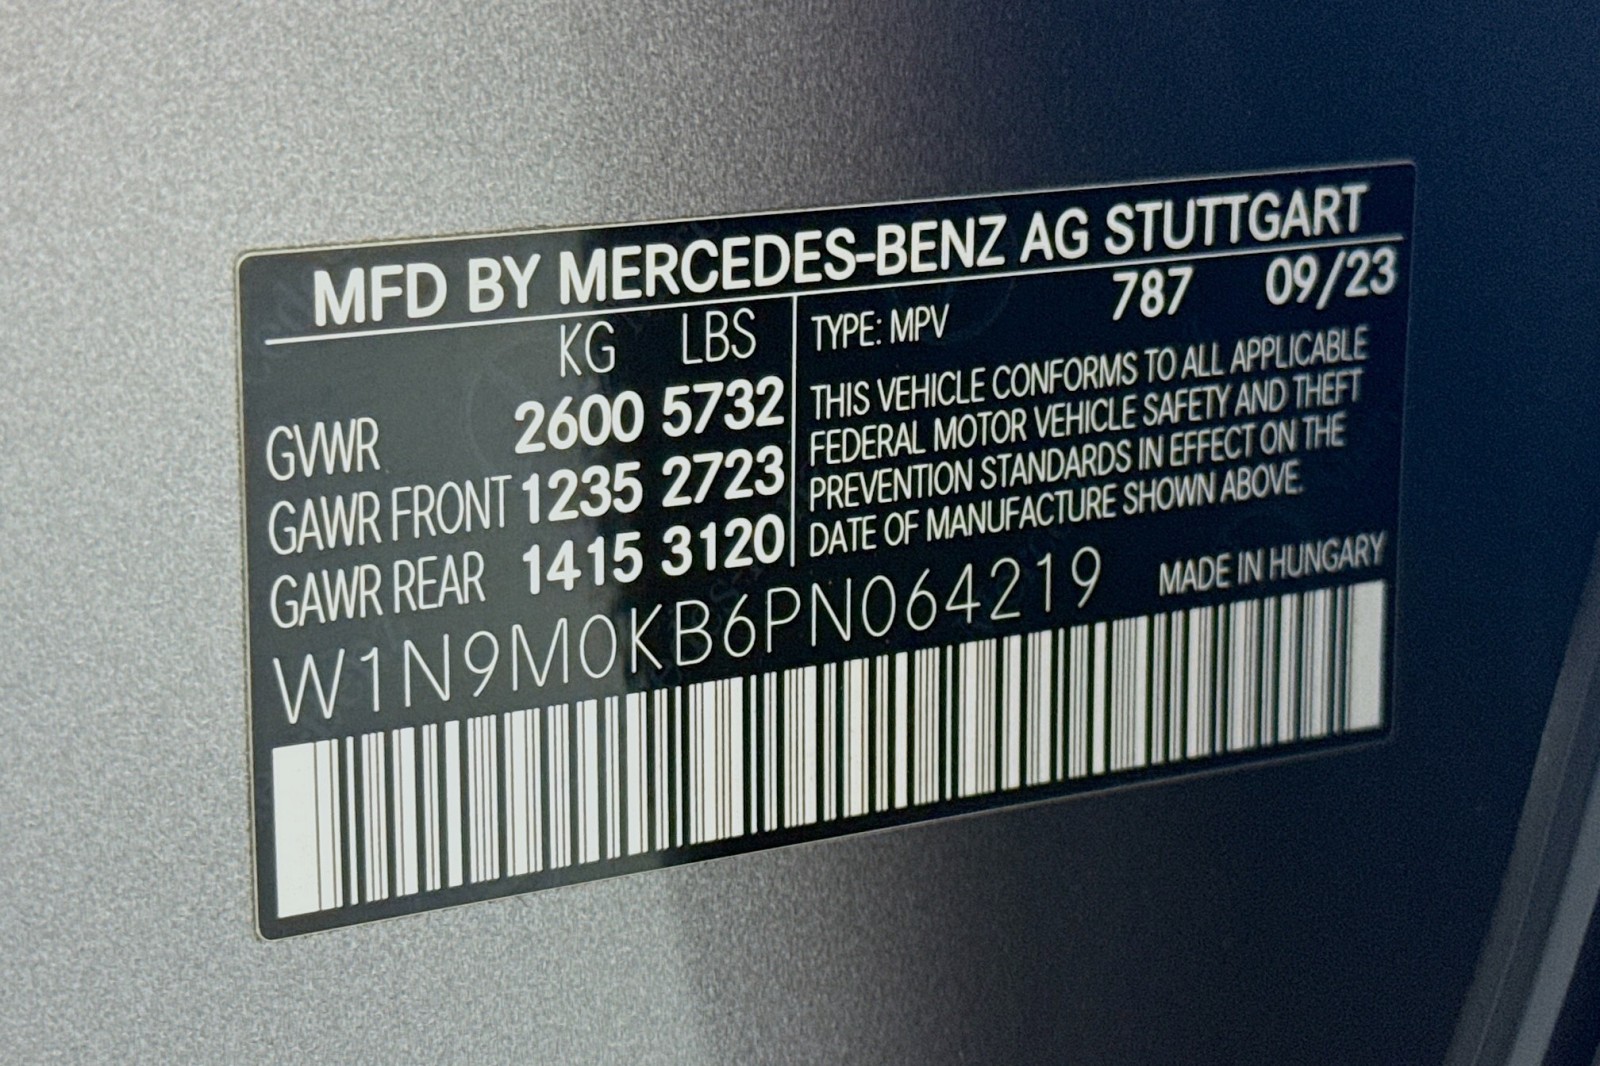 MFD BY MERCEDES-BENZ AG STUTTGART
KG LBS
GVWR 2600 5732
GAWR FRONT 1235 2723
GAWR REAR 1415 3120
TYPE: MPV 787 09/23
THIS VEHICLE CONFORMS TO ALL APPLICABLE
FEDERAL MOTOR VEHICLE SAFETY AND THEFT
PREVENTION STANDARDS IN EFFECT ON THE
DATE OF MANUFACTURE SHOWN ABOVE.
W1N9M0KB6PN064219 MADE IN HUNGARY